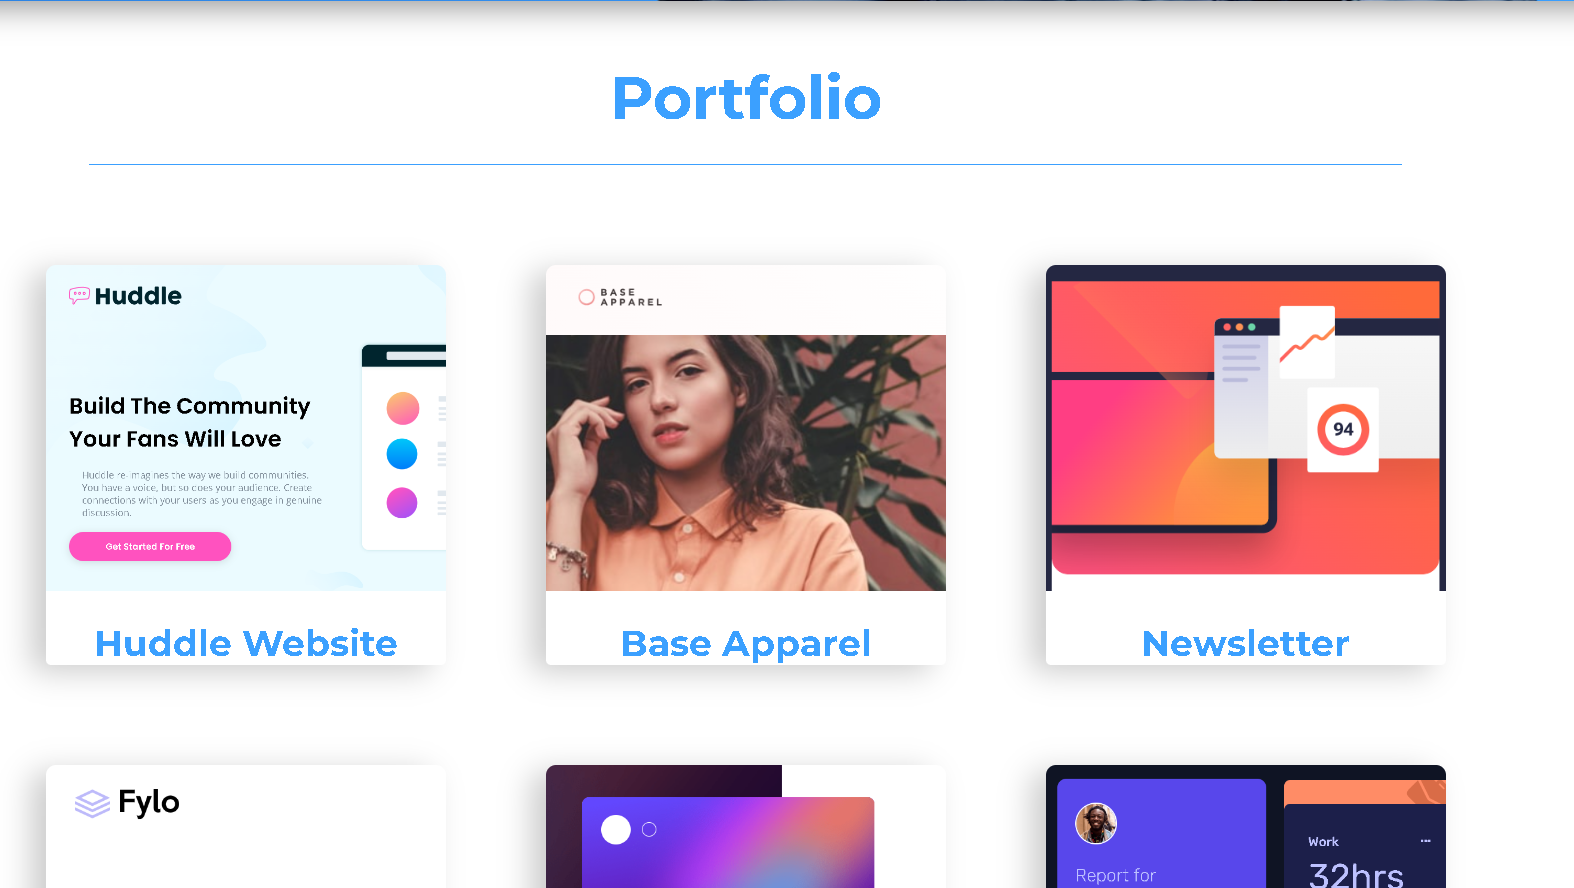 Portfolio
Huddle
Build The Community
Your Fans Will Love
Huddle re-imagines the way we build communities.
You have a voice, but so does your audience. Create
connections with your users as you engage in genuine
discussion.
Get Started For Free
Huddle Website
BASE
APPAREL
Base Apparel
94
Newsletter
Fylo
Report for
Work
32hrs